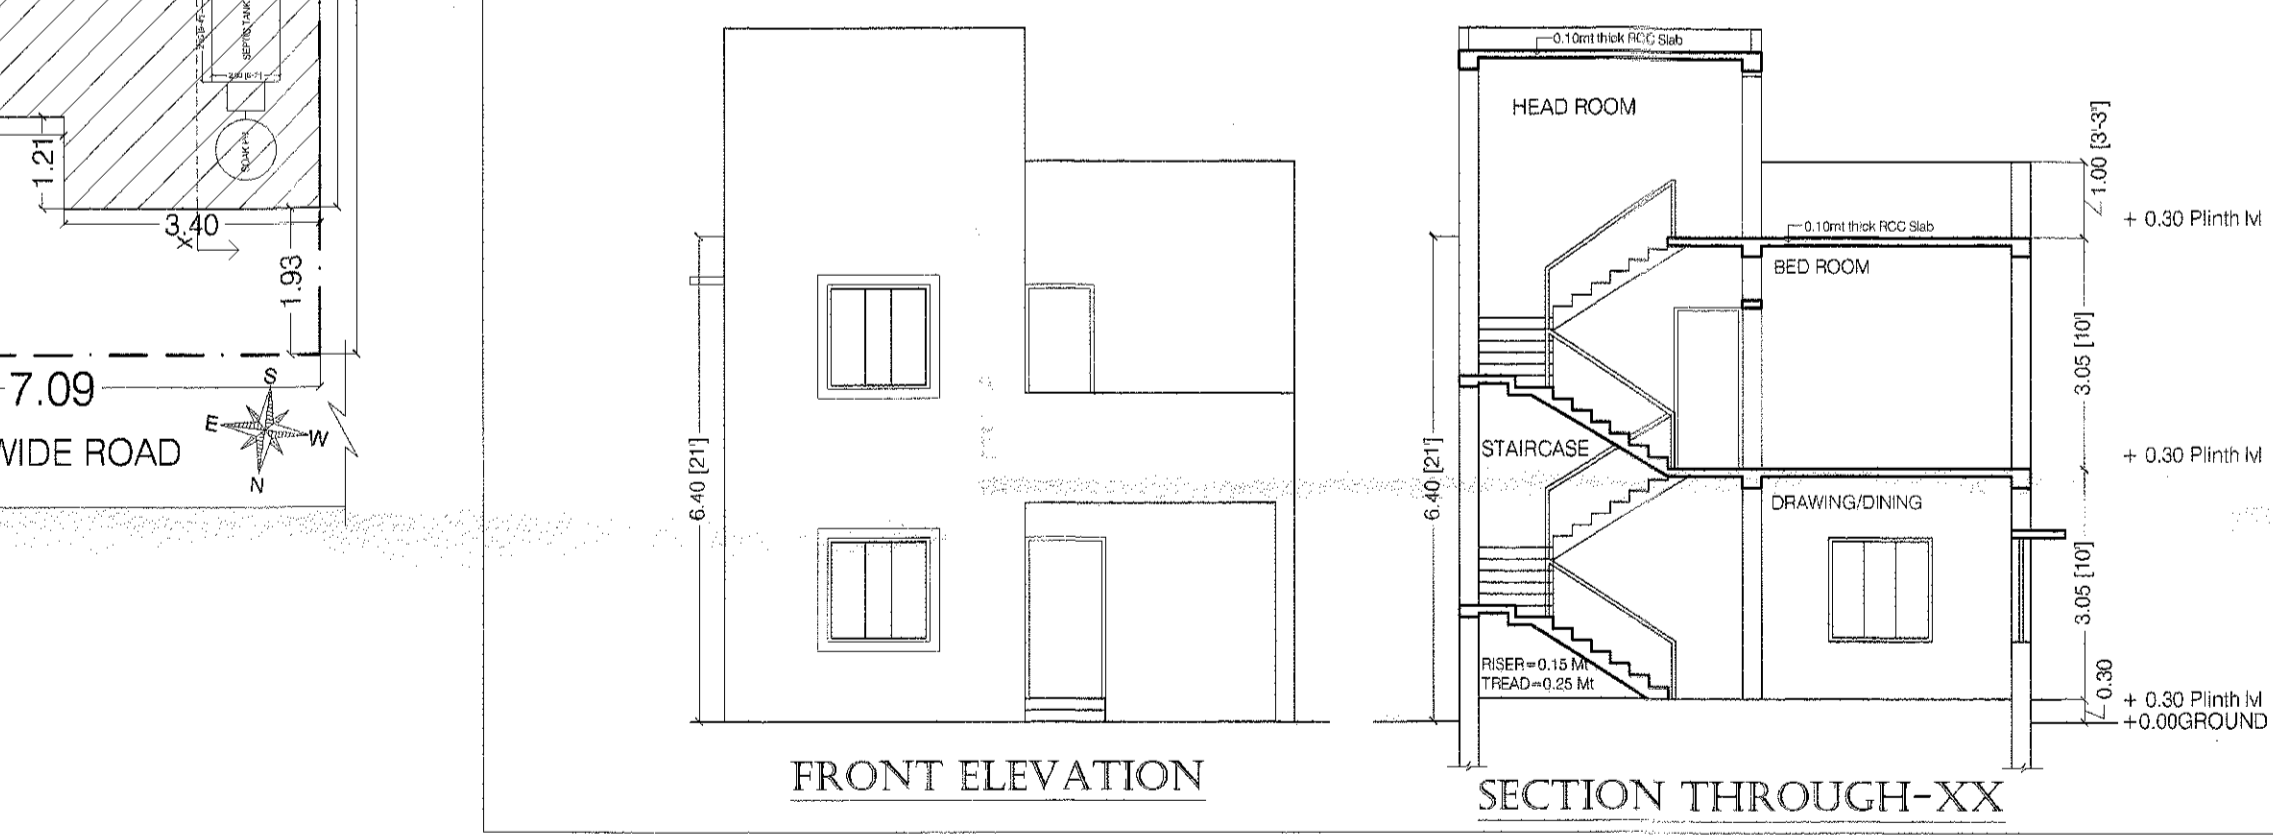 SEPTIS TANK
SOAK PIT
1.21
3.40
X
1.93
7.09
WIDE ROAD
S
E
W
N
6.40 [21']
FRONT ELEVATION
0.10mt thick RCC Slab
HEAD ROOM
1.00 [3'-3"]
+ 0.30 Plinth lvl
0.10mt thick RCC Slab
BED ROOM
3.05 [10']
6.40 [21']
STAIRCASE
+ 0.30 Plinth lvl
DRAWING/DINING
3.05 [10']
RISER=0.15 Mt
TREAD=0.25 Mt
0.30
+ 0.30 Plinth lvl
+0.00GROUND
SECTION THROUGH-XX